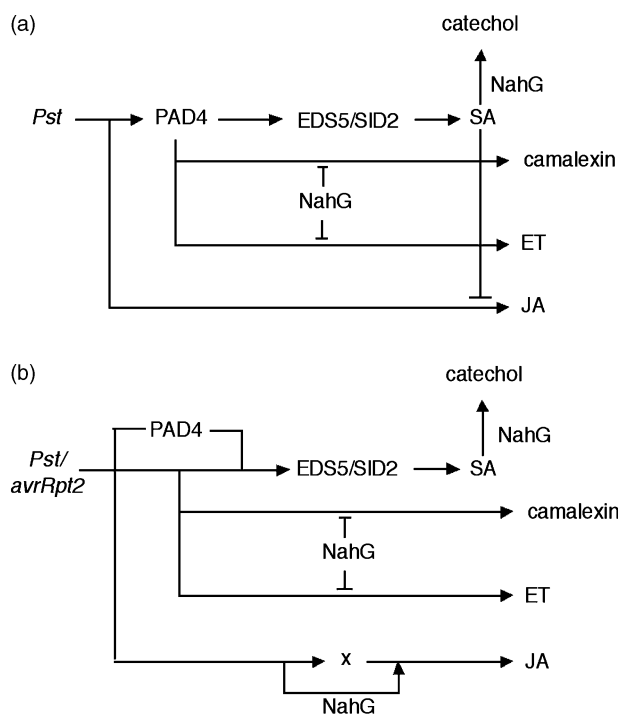 (a)
catechol
NahG
Pst
PAD4
EDS5/SID2
SA
camalexin
NahG
ET
JA
(b)
catechol
PAD4
NahG
Pst/
avrRpt2
EDS5/SID2
SA
camalexin
NahG
ET
x
JA
NahG